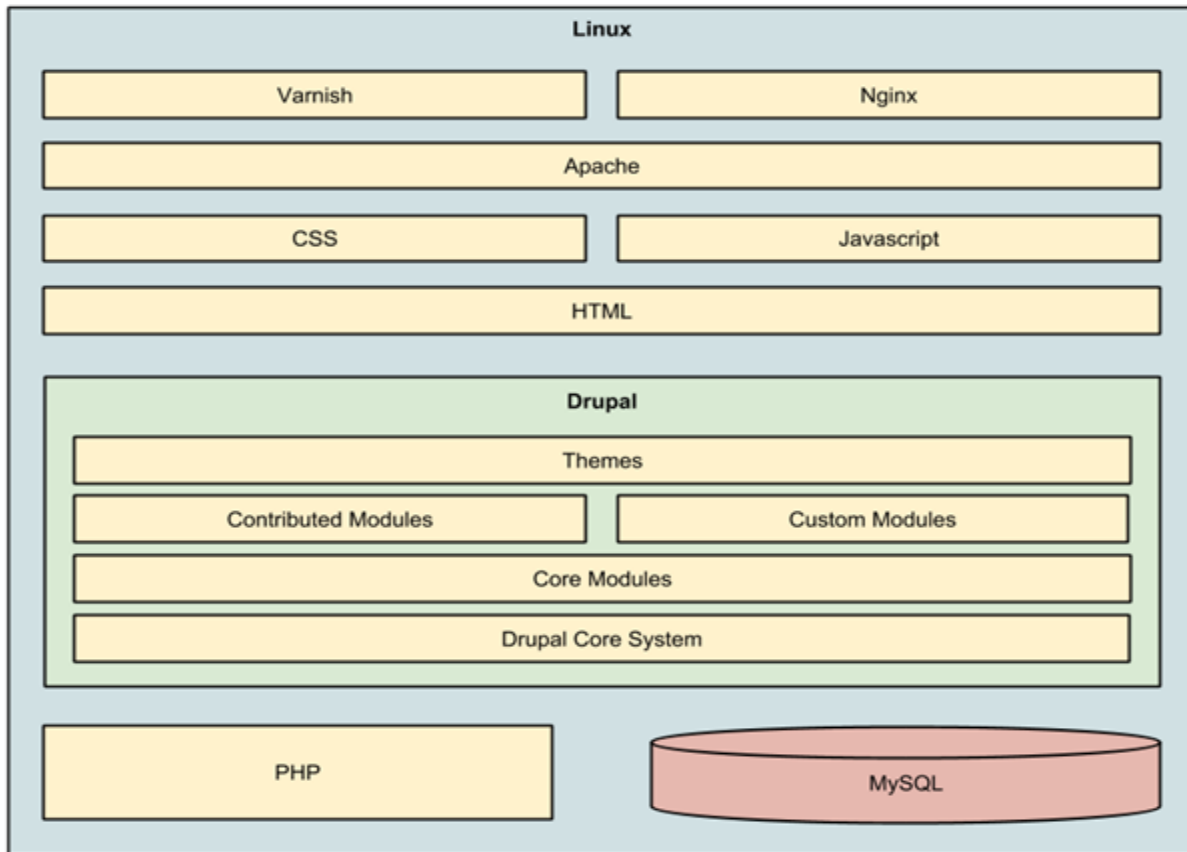 Linux
Varnish
Nginx
Apache
CSS
Javascript
HTML
Drupal
Themes
Contributed Modules
Custom Modules
Core Modules
Drupal Core System
PHP
MySQL